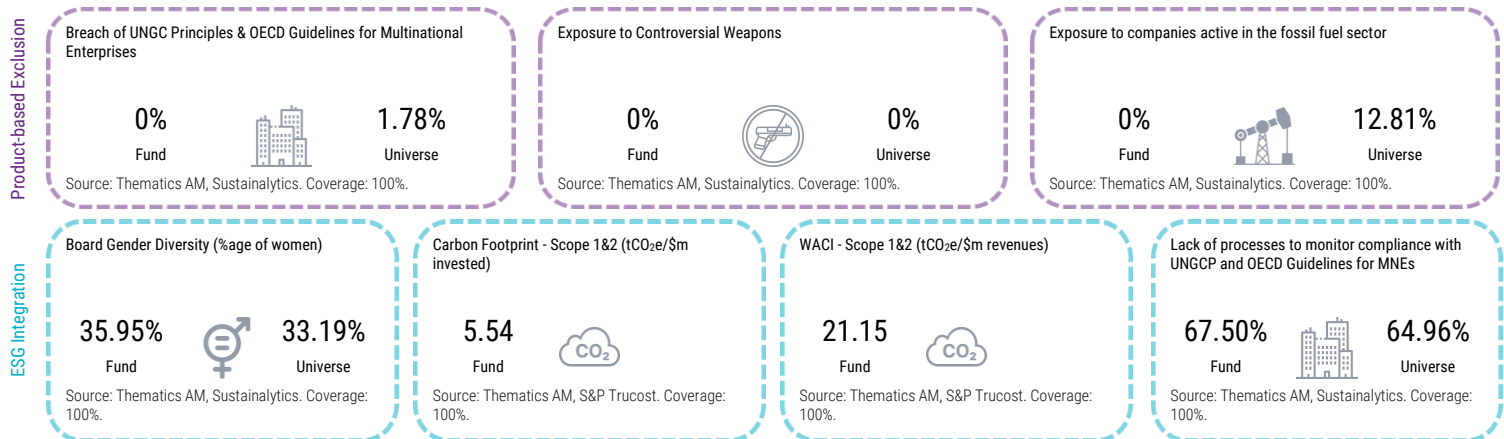 Product-based Exclusion
Breach of UNGC Principles & OECD Guidelines for Multinational
Enterprises
0%
Fund
1.78%
Universe
Source: Thematics AM, Sustainalytics. Coverage: 100%.
Exposure to Controversial Weapons
0%
Fund
0%
Universe
Source: Thematics AM, Sustainalytics. Coverage: 100%.
Exposure to companies active in the fossil fuel sector
0%
Fund
12.81%
Universe
Source: Thematics AM, Sustainalytics. Coverage: 100%.
ESG Integration
Board Gender Diversity (%age of women)
35.95%
Fund
33.19%
Universe
Source: Thematics AM, Sustainalytics. Coverage:
100%.
Carbon Footprint - Scope 1&2 (tCO₂e/$m
invested)
5.54
Fund
CO₂
Source: Thematics AM, S&P Trucost. Coverage:
100%.
WACI - Scope 1&2 (tCO₂e/$m revenues)
21.15
Fund
CO₂
Source: Thematics AM, S&P Trucost. Coverage:
100%.
Lack of processes to monitor compliance with
UNGCP and OECD Guidelines for MNEs
67.50%
Fund
64.96%
Universe
Source: Thematics AM, Sustainalytics. Coverage:
100%.